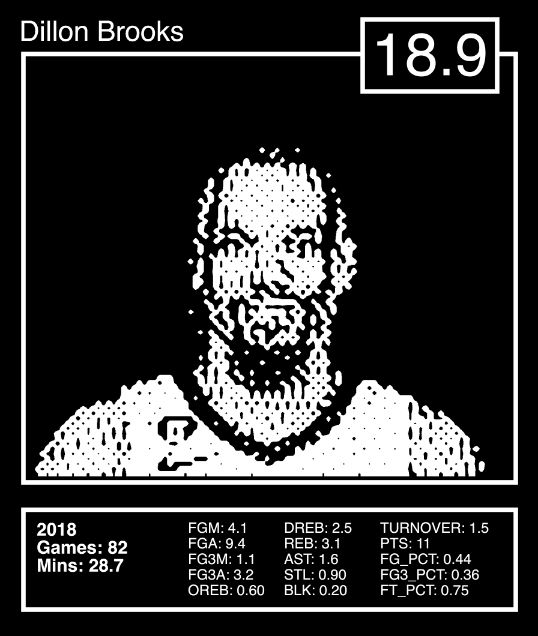 Dillon Brooks
18.9
2018
Games: 82
Mins: 28.7
FGM: 4.1
FGA: 9.4
FG3M: 1.1
FG3A: 3.2
OREB: 0.60
DREB: 2.5
REB: 3.1
AST: 1.6
STL: 0.90
BLK: 0.20
TURNOVER: 1.5
PTS: 11
FG_PCT: 0.44
FG3_PCT: 0.36
FT_PCT: 0.75